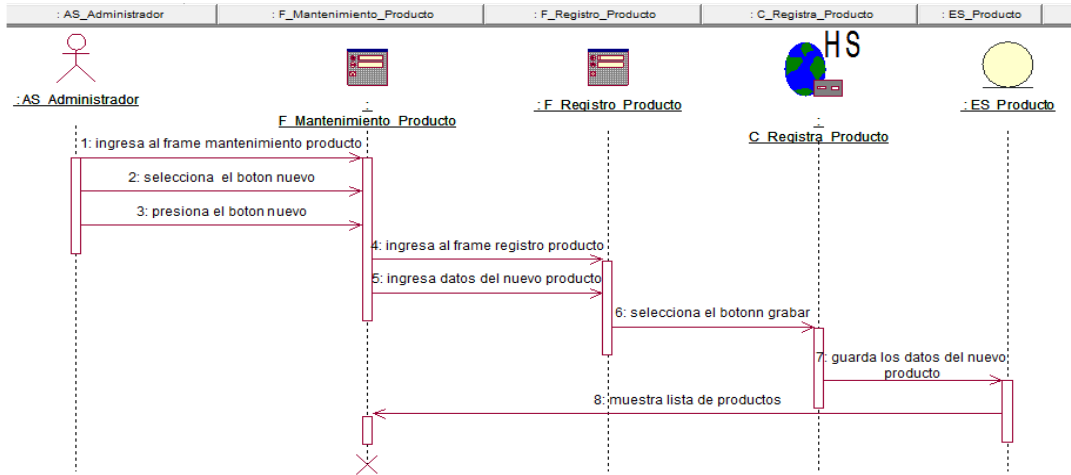 : AS_Administrador
: F_Mantenimiento_Producto
: F_Registro_Producto
: C_Registra_Producto
: ES_Producto
HS
: AS_Administrador
:
F_Mantenimiento_Producto
: F_Registro_Producto
:
C_Registra_Producto
: ES_Producto
1: ingresa al frame mantenimiento producto
2: selecciona el boton nuevo
3: presiona el boton nuevo
4: ingresa al frame registro producto
5: ingresa datos del nuevo producto
6: selecciona el botonn grabar
7: guarda los datos del nuevo
producto
8: muestra lista de productos